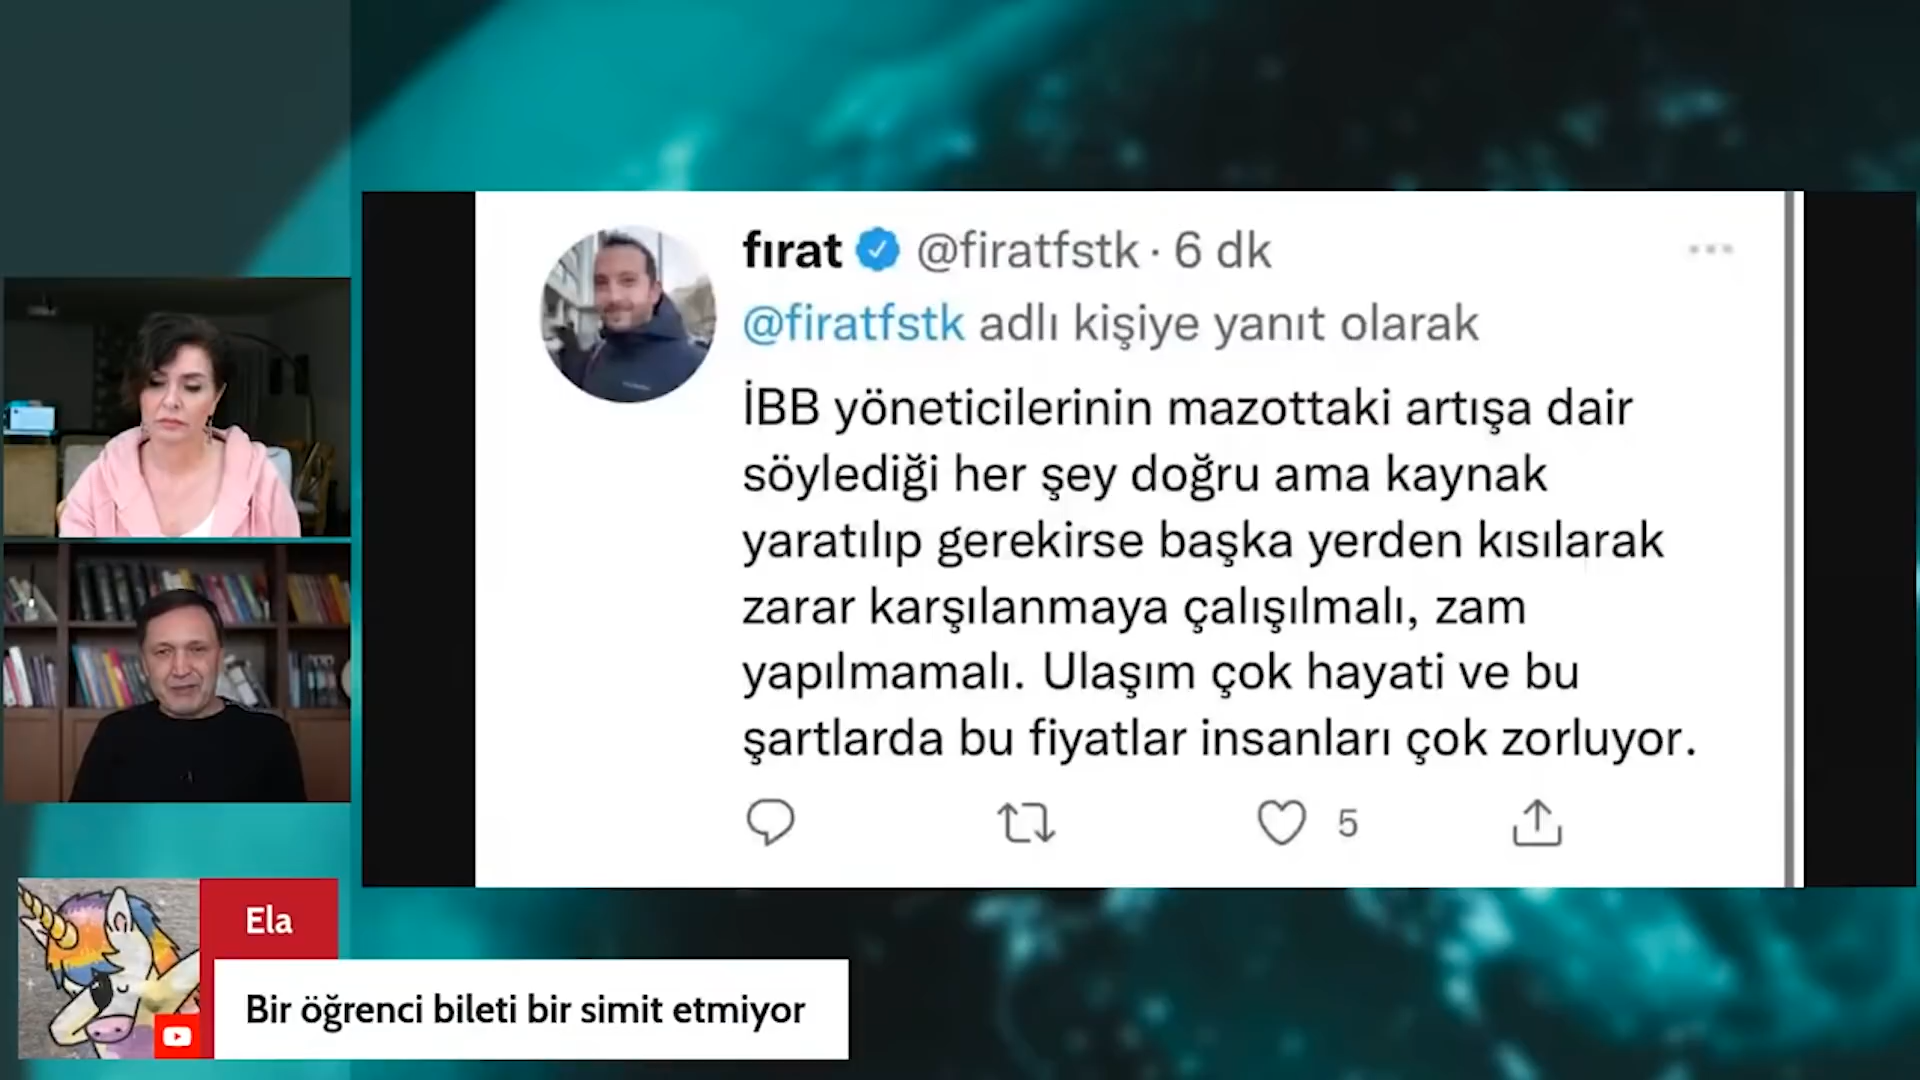 fırat @firatfstk · 6 dk
@firatfstk adlı kişiye yanıt olarak
İBB yöneticilerinin mazottaki artışa dair
söylediği her şey doğru ama kaynak
yaratılıp gerekirse başka yerden kısılarak
zarar karşılanmaya çalışılmalı, zam
yapılmamalı. Ulaşım çok hayati ve bu
şartlarda bu fiyatlar insanları çok zorluyor.
5
Ela
Bir öğrenci bileti bir simit etmiyor